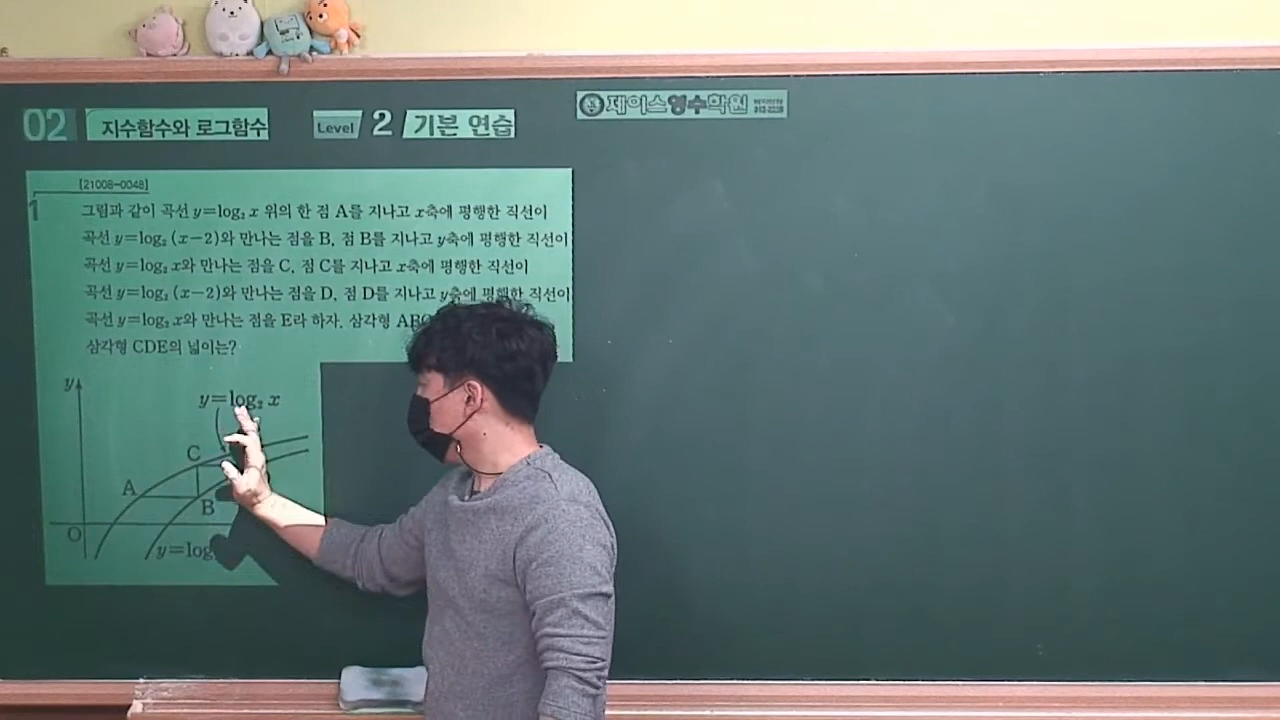 02 지수함수와 로그함수 Level 2 기본 연습
제이스영수학원
[21008-0048]
1
그림과 같이 곡선 y=log₂ x 위의 한 점 A를 지나고 x축에 평행한 직선이
곡선 y=log₂ (x-2)와 만나는 점을 B, 점 B를 지나고 y축에 평행한 직선이
곡선 y=log₂ x와 만나는 점을 C, 점 C를 지나고 x축에 평행한 직선이
곡선 y=log₂ (x-2)와 만나는 점을 D, 점 D를 지나고 y축에 평행한 직선이
곡선 y=log₂ x와 만나는 점을 E라 하자. 삼각형
삼각형 CDE의 넓이는?
y
y=log₂ x
C
A
B
O
y=log